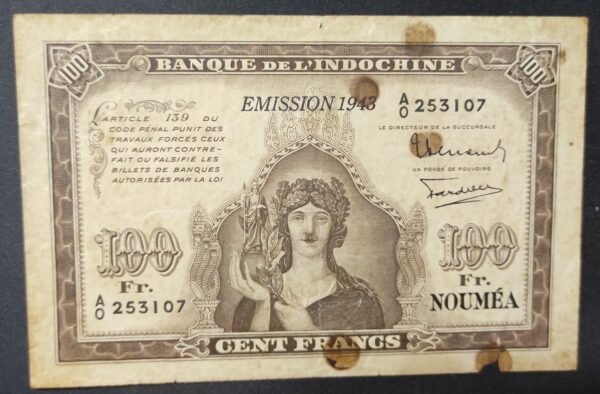 100
100
BANQUE DE L'INDOCHINE
EMISSION 1943
A/0 253107
L'ARTICLE 139 DU
CODE PÉNAL PUNIT DES
TRAVAUX FORCÉS CEUX
QUI AURONT CONTRE-
FAIT OU FALSIFIÉ LES
BILLETS DE BANQUES
AUTORISÉES PAR LA LOI
LE DIRECTEUR DE LA SUCCURSALE
UN FONDÉ DE POUVOIRS
100
Fr.
100
Fr.
A/0 253107
NOUMÉA
CENT FRANCS